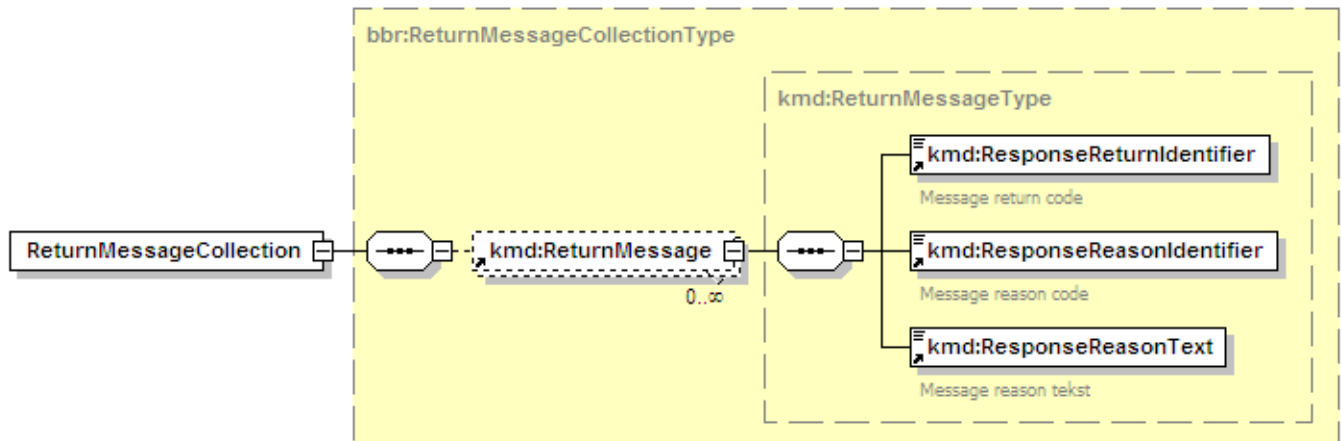 bbr:ReturnMessageCollectionType
kmd:ReturnMessageType
kmd:ResponseReturnIdentifier
Message return code
ReturnMessageCollection
kmd:ReturnMessage
0..∞
kmd:ResponseReasonIdentifier
Message reason code
kmd:ResponseReasonText
Message reason tekst